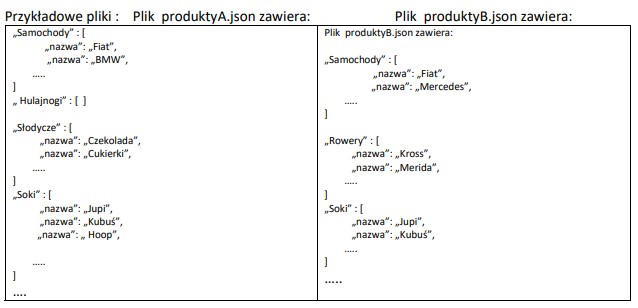 Przykładowe pliki : Plik produktyA.json zawiera: Plik produktyB.json zawiera:
„Samochody” : [
„nazwa”: „Fiat”,
„nazwa”: „BMW”,
…..
]
„ Hulajnogi” : [ ]
„Słodycze” : [
„nazwa”: „Czekolada”,
„nazwa”: „Cukierki”,
…..
]
„Soki” : [
„nazwa”: „Jupi”,
„nazwa”: „Kubuś”,
„nazwa”: „ Hoop”,
…..
]
….
Plik produktyB.json zawiera:
„Samochody” : [
„nazwa”: „Fiat”,
„nazwa”: „Mercedes”,
…..
]
„Rowery” : [
„nazwa”: „Kross”,
„nazwa”: „Merida”,
…..
]
„Soki” : [
„nazwa”: „Jupi”,
„nazwa”: „Kubuś”,
…..
]
…..